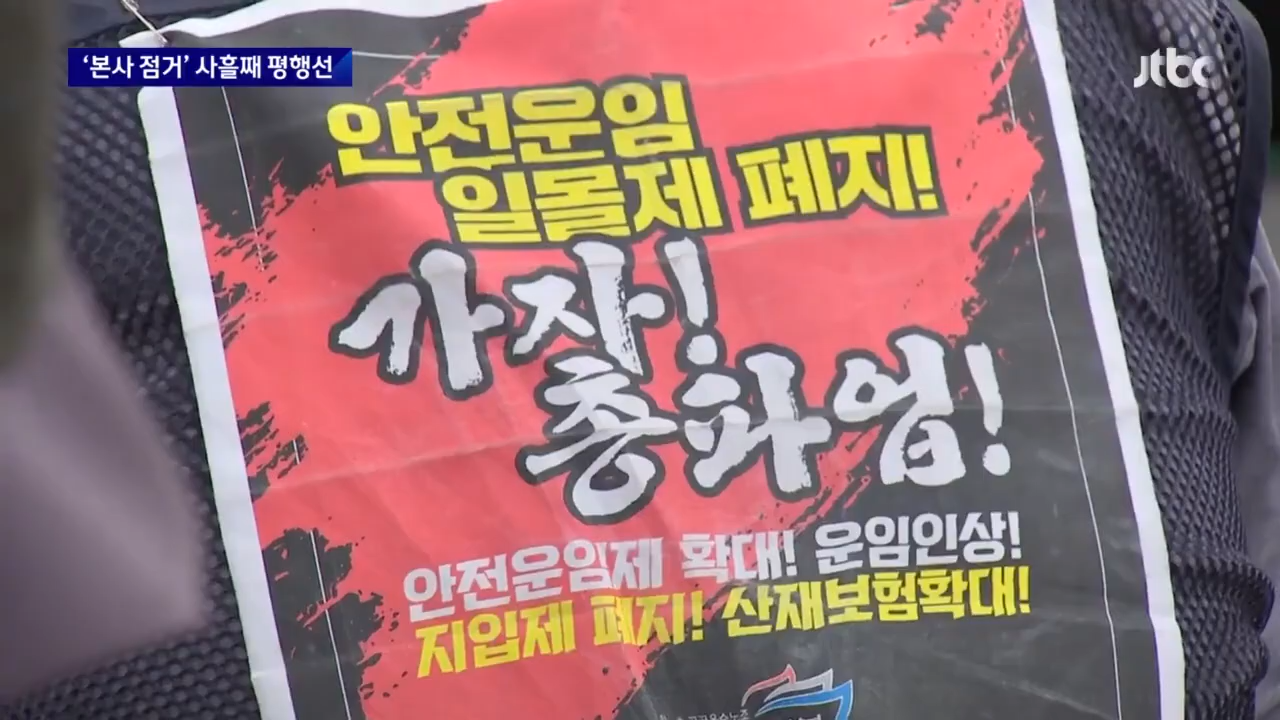 ‘본사 점거’ 사흘째 평행선
jtbc
안전운임
일몰제 폐지!
가자!
총파업!
안전운임제 확대! 운임인상!
지입제 폐지! 산재보험확대!